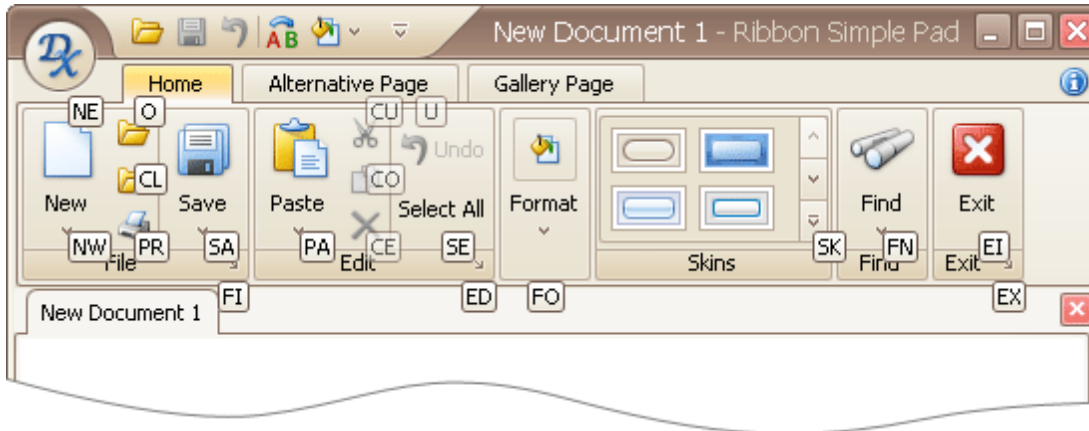 New Document 1 - Ribbon Simple Pad
AB
DX
Home Alternative Page Gallery Page
NE O CU U
Undo
CL CO
New Save Paste Select All Format Find Exit
NW PR SA PA CE SE SK FN EI
File Edit Skins Find Exit
FI ED FO EX
New Document 1